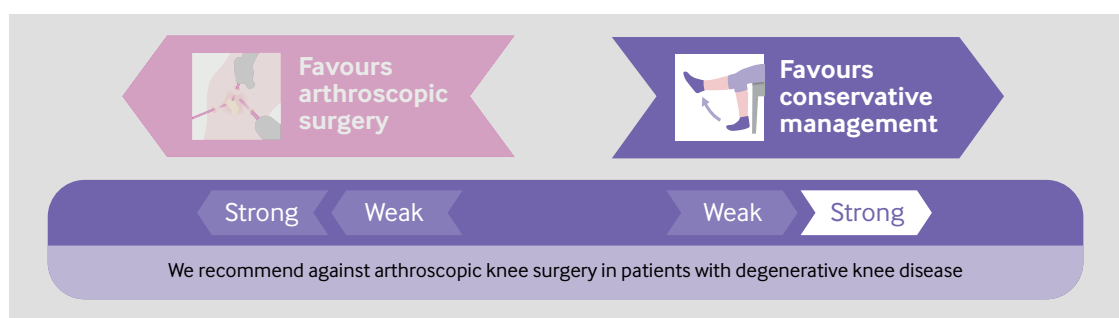 Favours
arthroscopic
surgery
Favours
conservative
management
Strong
Weak
Weak
Strong
We recommend against arthroscopic knee surgery in patients with degenerative knee disease